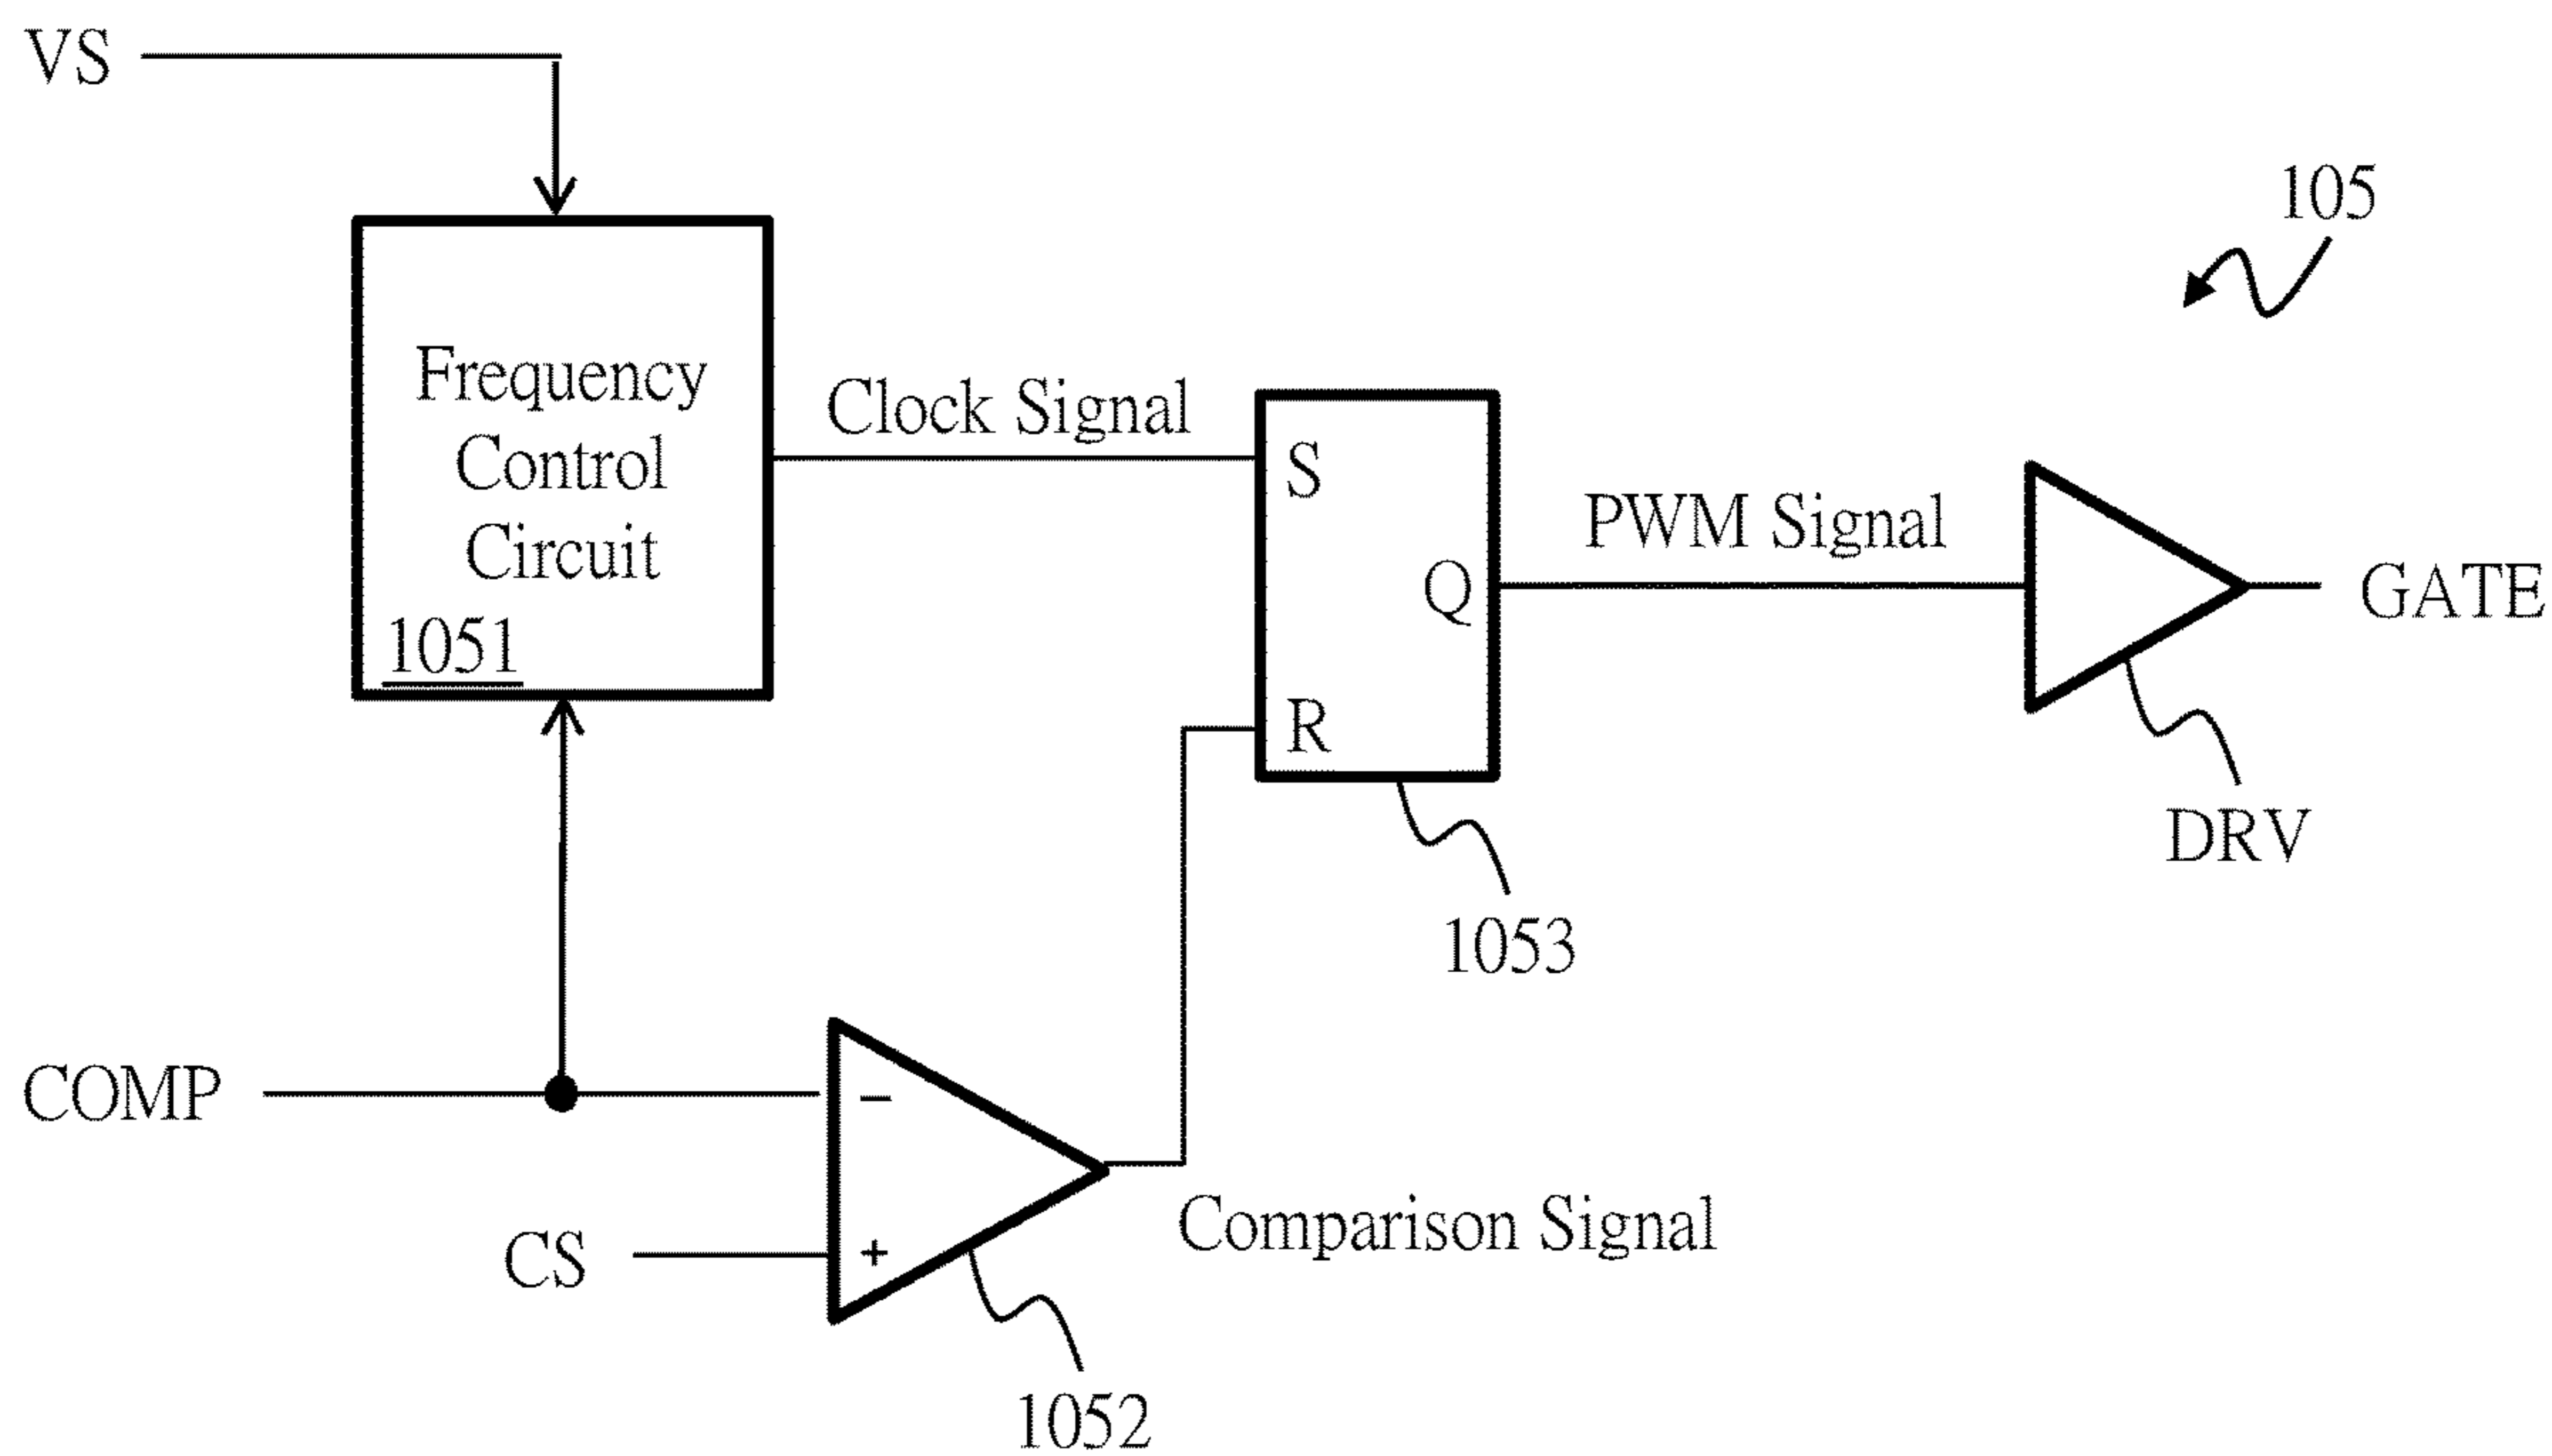 VS
105
Frequency
Control
Circuit
1051
Clock Signal
S
Q
R
PWM Signal
GATE
DRV
1053
COMP
−
+
CS
Comparison Signal
1052